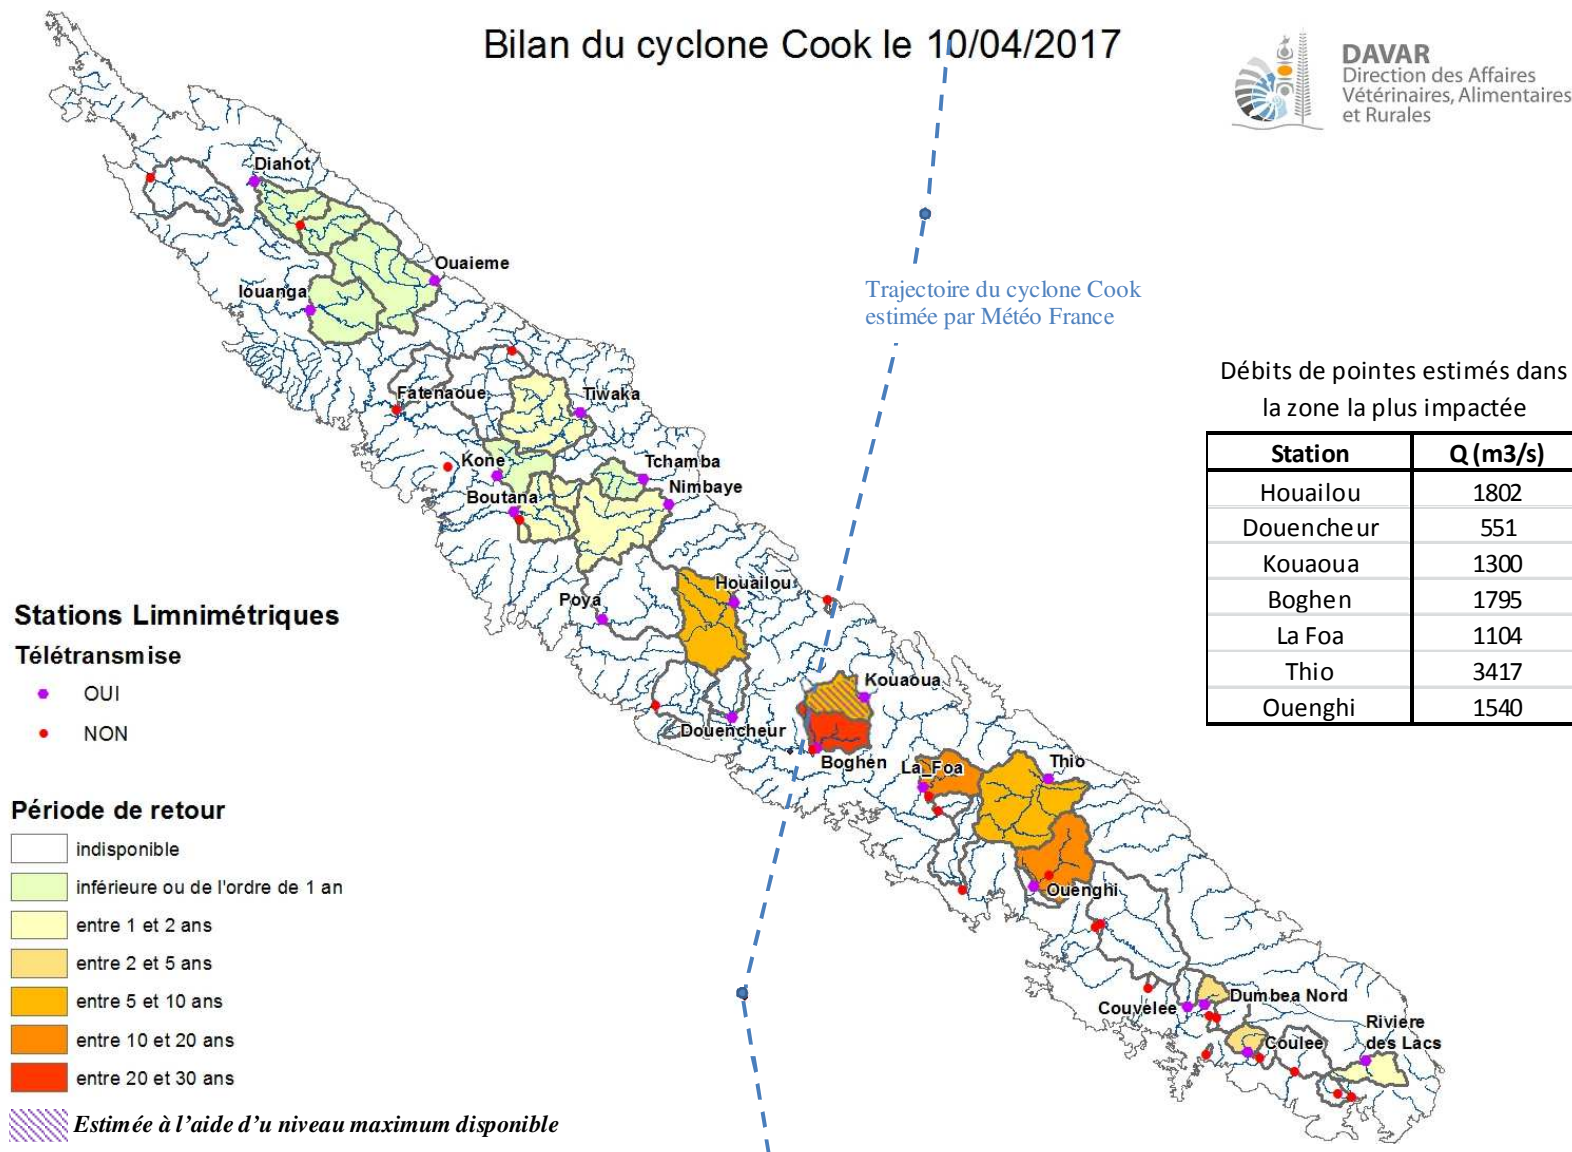 Bilan du cyclone Cook le 10/04/2017
DAVAR
Direction des Affaires
Vétérinaires, Alimentaires
et Rurales
Diahot
Ouaieme
Iouanga
Trajectoire du cyclone Cook
estimée par Météo France
Fatenaoue
Tiwaka
Kone
Tchamba
Boutana
Nimbaye
Poya
Houailou
Kouaoua
Douencheur
Boghen
La_Foa
Thio
Ouenghi
Couvelee
Dumbea Nord
Coulee
Riviere
des Lacs
Débits de pointes estimés dans
la zone la plus impactée
Station Q (m3/s)
Houailou 1802
Douencheur 551
Kouaoua 1300
Boghen 1795
La Foa 1104
Thio 3417
Ouenghi 1540
Stations Limnimétriques
Télétransmise
OUI
NON
Période de retour
indisponible
inférieure ou de l'ordre de 1 an
entre 1 et 2 ans
entre 2 et 5 ans
entre 5 et 10 ans
entre 10 et 20 ans
entre 20 et 30 ans
Estimée à l'aide d'u niveau maximum disponible